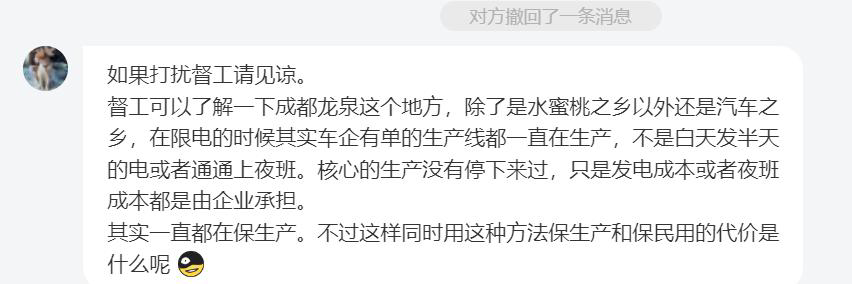 对方撤回了一条消息
如果打扰督工请见谅。
督工可以了解一下成都龙泉这个地方，除了是水蜜桃之乡以外还是汽车之
乡，在限电的时候其实车企有单的生产线都一直在生产，不是白天发半天
的电或者通通上夜班。核心的生产没有停下来过，只是发电成本或者夜班
成本都是由企业承担。
其实一直都在保生产。不过这样同时用这种方法保生产和保民用的代价是
什么呢